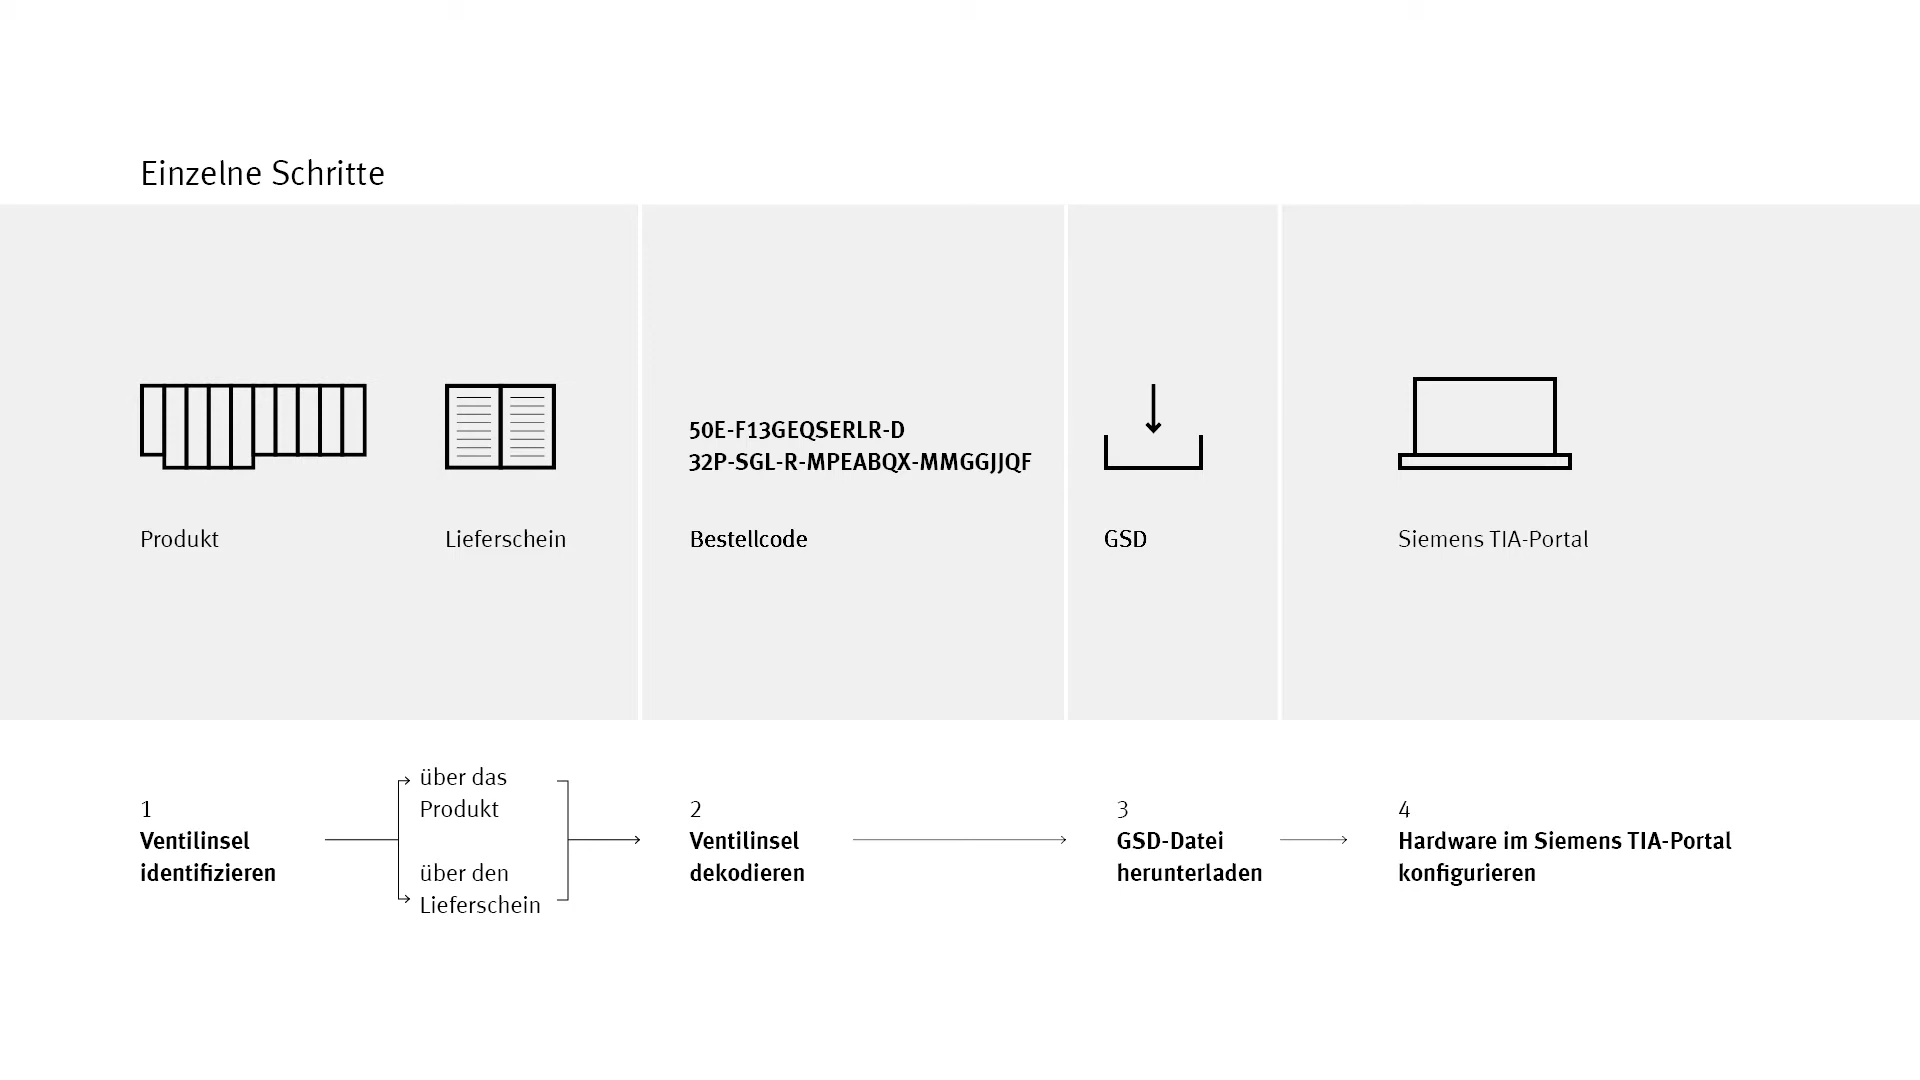 Einzelne Schritte
50E-F13GEQSERLR-D
32P-SGL-R-MPEABQX-MMGGJJQF
Produkt
Lieferschein
Bestellcode
GSD
Siemens TIA-Portal
1
Ventilinsel
identifizieren
über das
Produkt
über den
Lieferschein
2
Ventilinsel
dekodieren
3
GSD-Datei
herunterladen
4
Hardware im Siemens TIA-Portal
konfigurieren